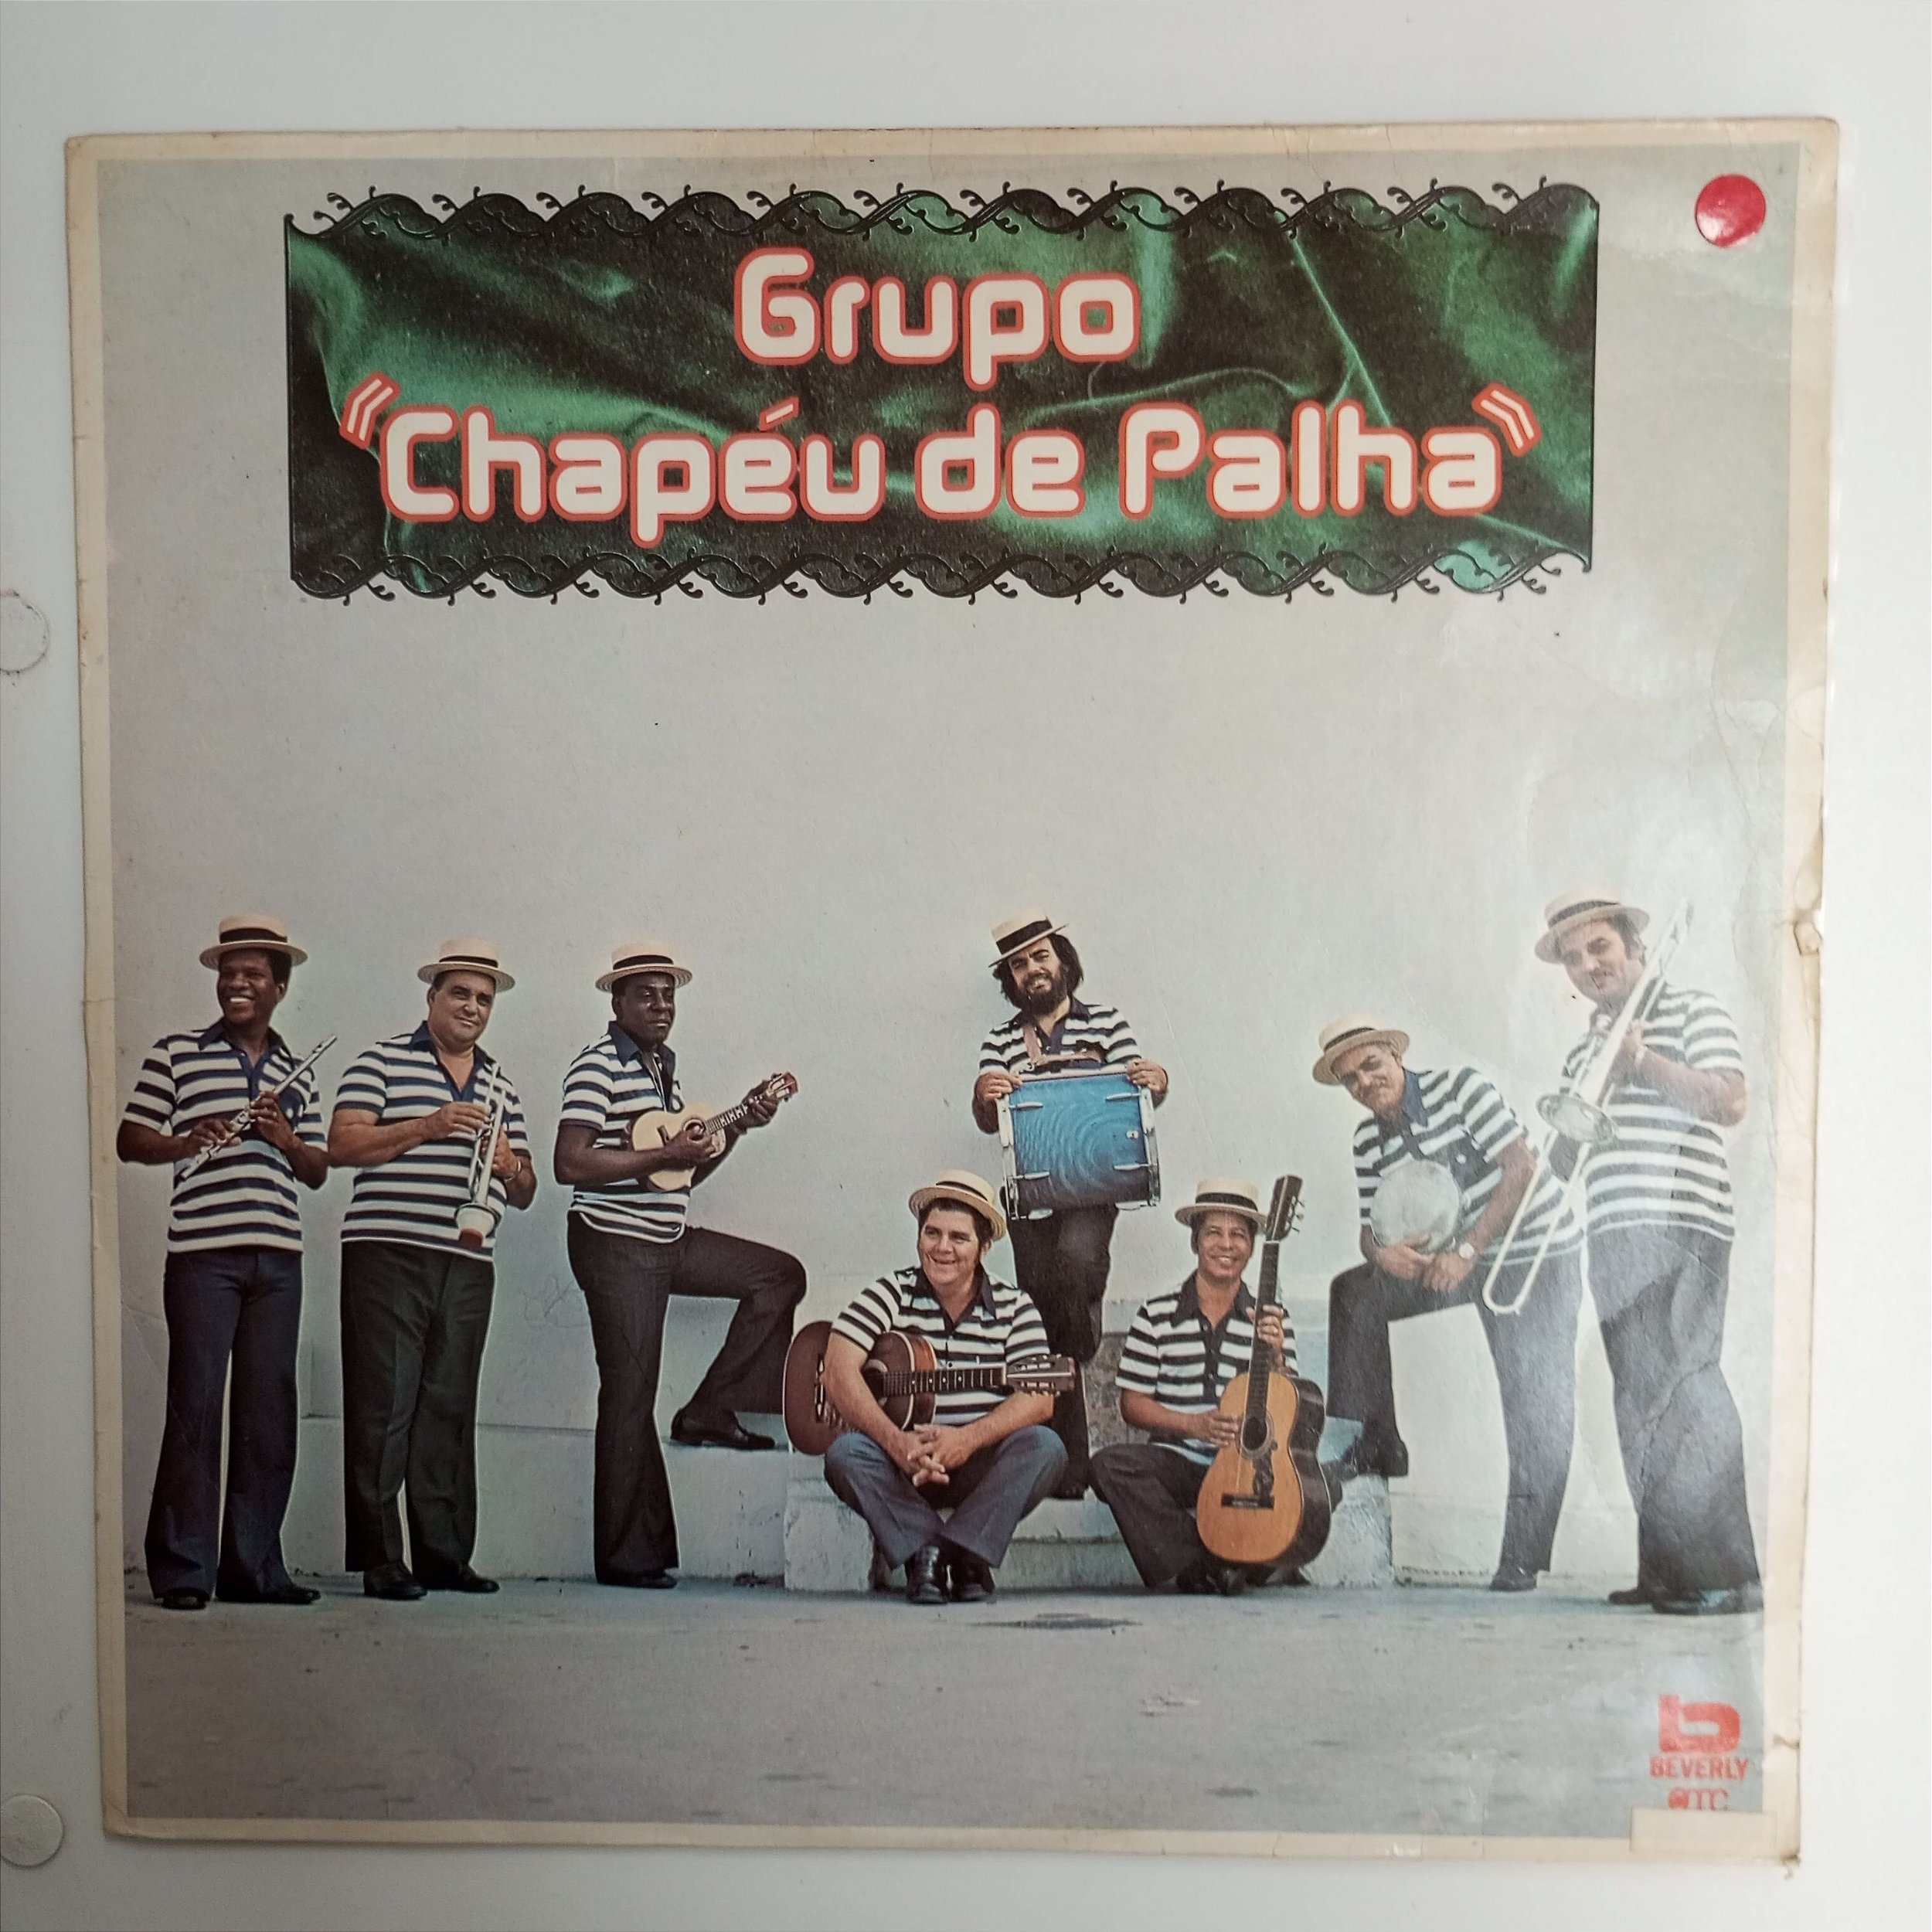 Grupo
"Chapéu de Palha"
b
BEVERLY